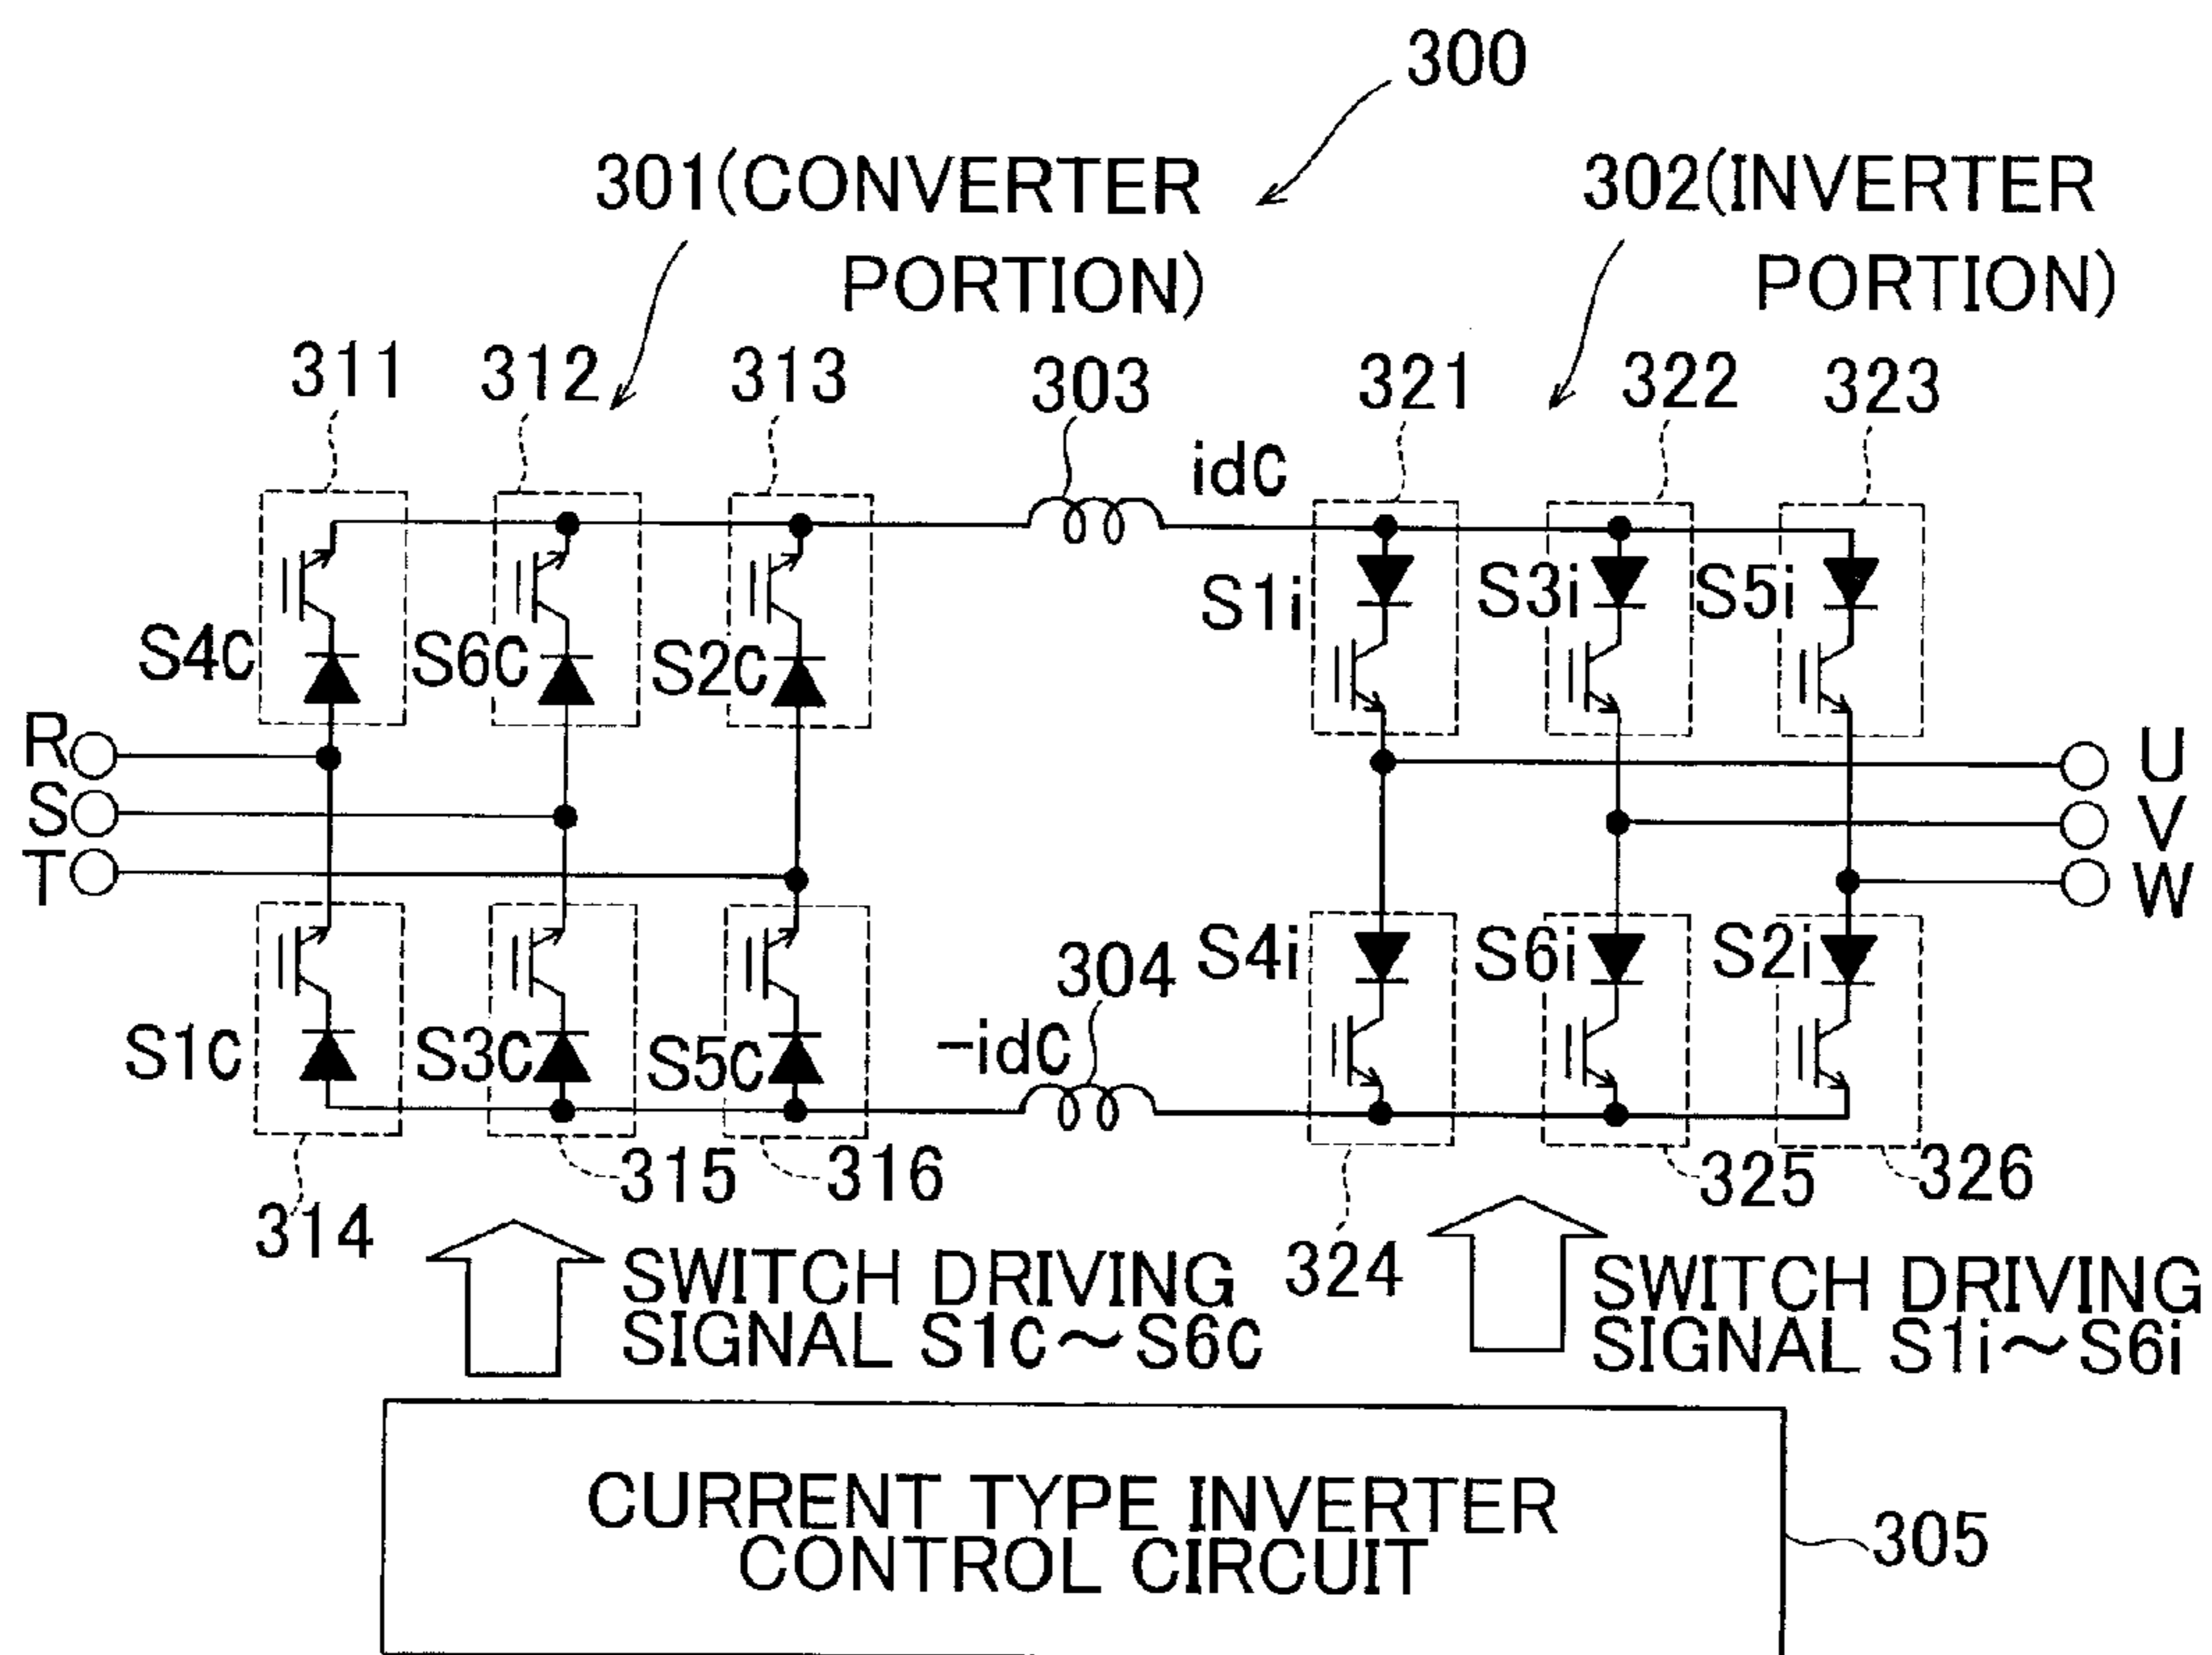 300
301(CONVERTER
PORTION)
302(INVERTER
PORTION)
311
312
313
303
idc
321
322
323
S4c
S6c
S2c
S1i
S3i
S5i
R
S
T
U
V
W
S1c
S3c
S5c
-idc
304
S4i
S6i
S2i
314
315
316
324
325
326
SWITCH DRIVING
SIGNAL S1c～S6c
SWITCH DRIVING
SIGNAL S1i～S6i
CURRENT TYPE INVERTER
CONTROL CIRCUIT
305